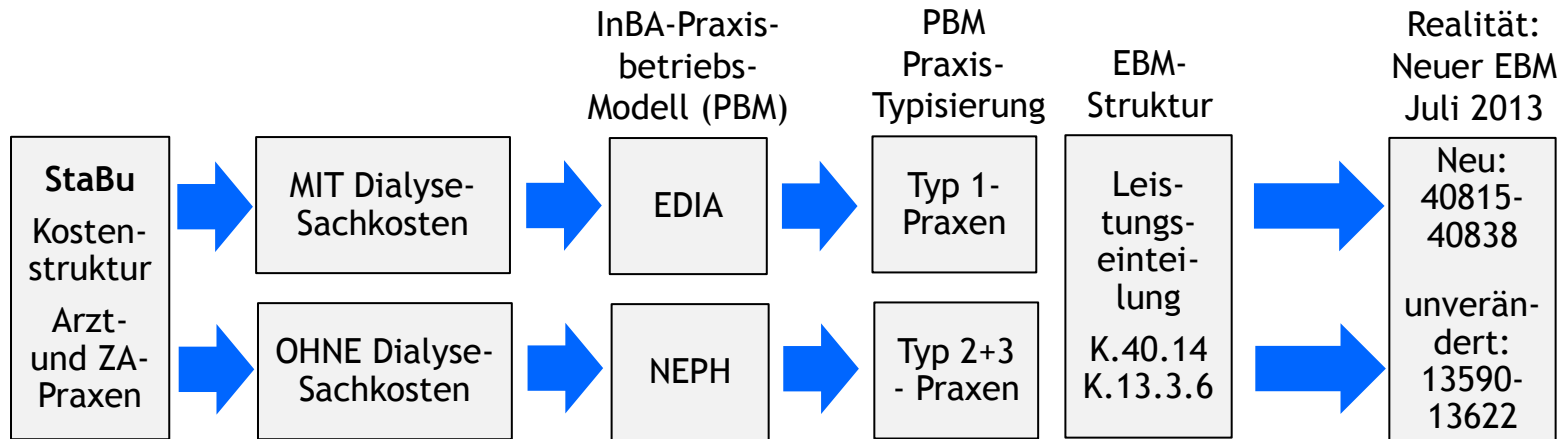 InBA-Praxis-
betriebs-
Modell (PBM)
PBM
Praxis-
Typisierung
EBM-
Struktur
Realität:
Neuer EBM
Juli 2013
StaBu
Kosten-
struktur
Arzt-
und ZA-
Praxen
MIT Dialyse-
Sachkosten
EDIA
Typ 1-
Praxen
OHNE Dialyse-
Sachkosten
NEPH
Typ 2+3
- Praxen
Leis-
tungs-
eintei-
lung
K.40.14
K.13.3.6
Neu:
40815-
40838
unverän-
dert:
13590-
13622